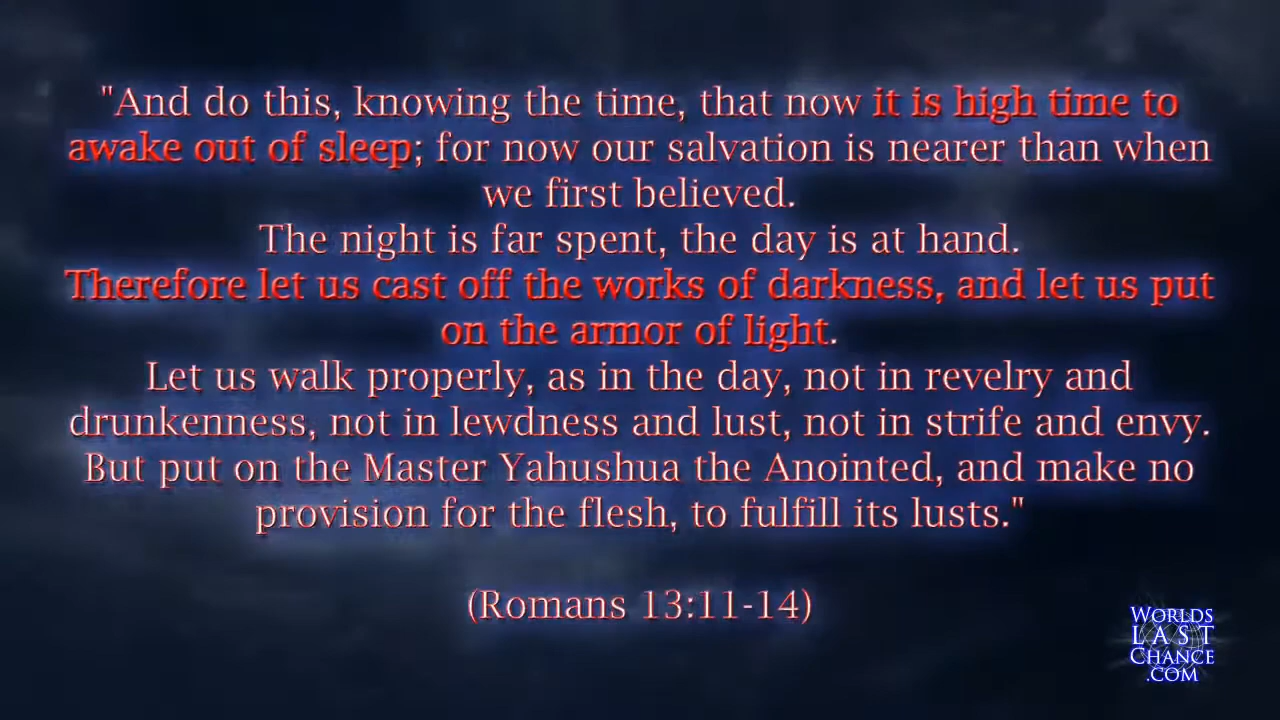 "And do this, knowing the time, that now it is high time to
awake out of sleep; for now our salvation is nearer than when
we first believed.
The night is far spent, the day is at hand.
Therefore let us cast off the works of darkness, and let us put
on the armor of light.
Let us walk properly, as in the day, not in revelry and
drunkenness, not in lewdness and lust, not in strife and envy.
But put on the Master Yahushua the Anointed, and make no
provision for the flesh, to fulfill its lusts."
(Romans 13:11-14)
WORLDS
LAST
CHANCE
.COM